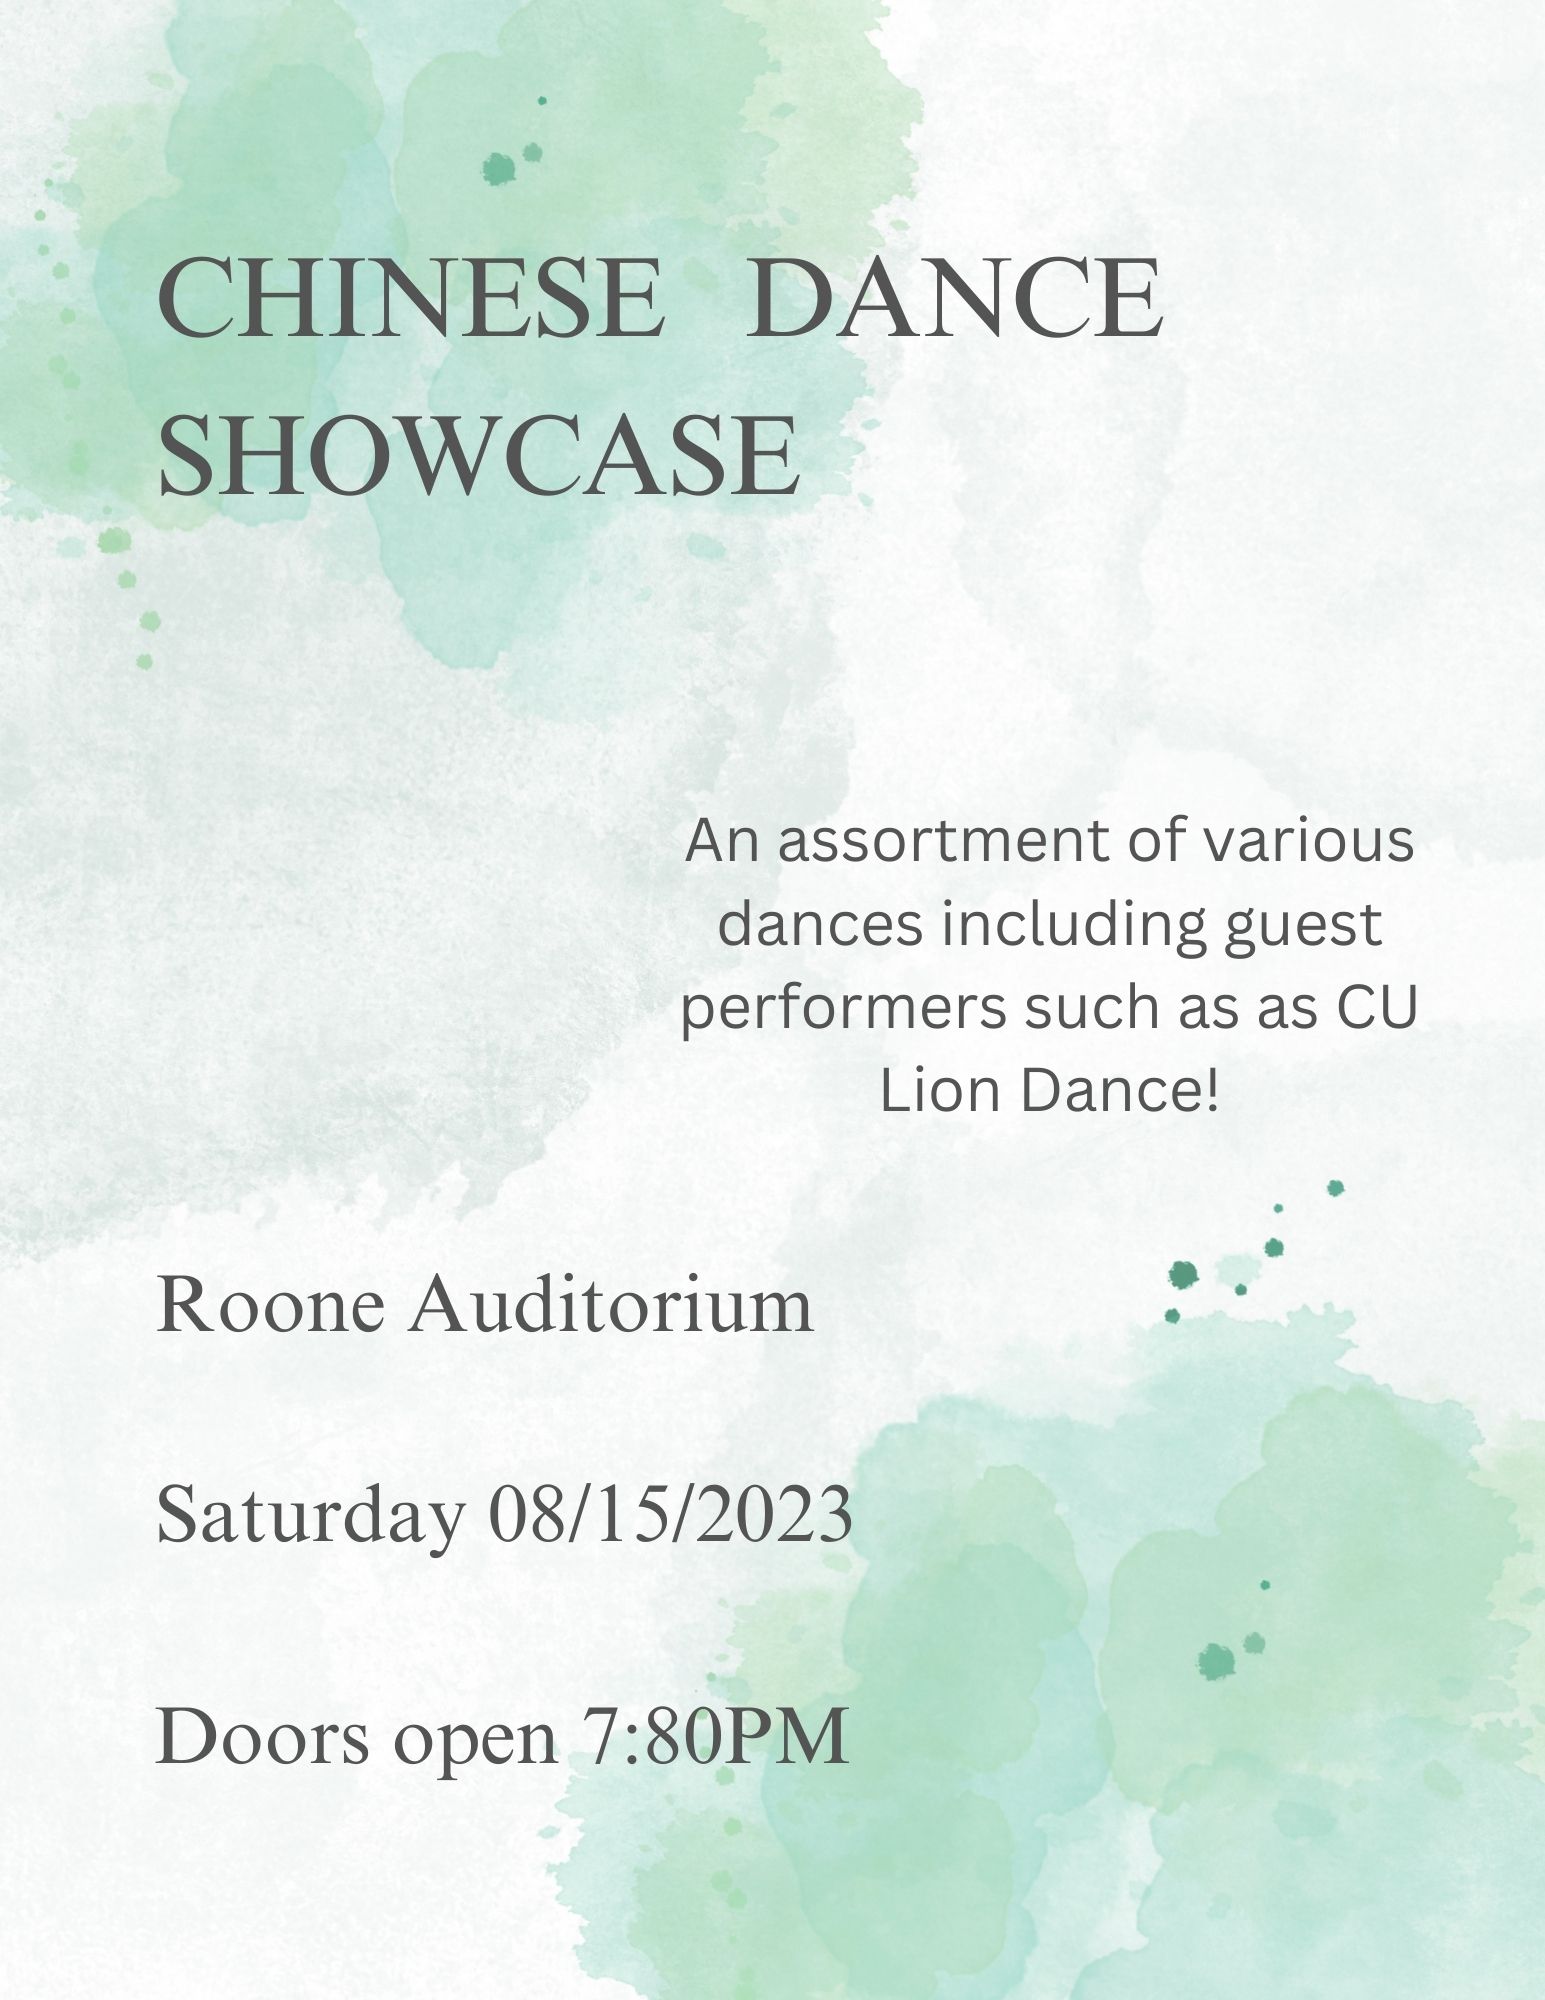 CHINESE DANCE
SHOWCASE
An assortment of various
dances including guest
performers such as as CU
Lion Dance!
Roone Auditorium
Saturday 08/15/2023
Doors open 7:80PM